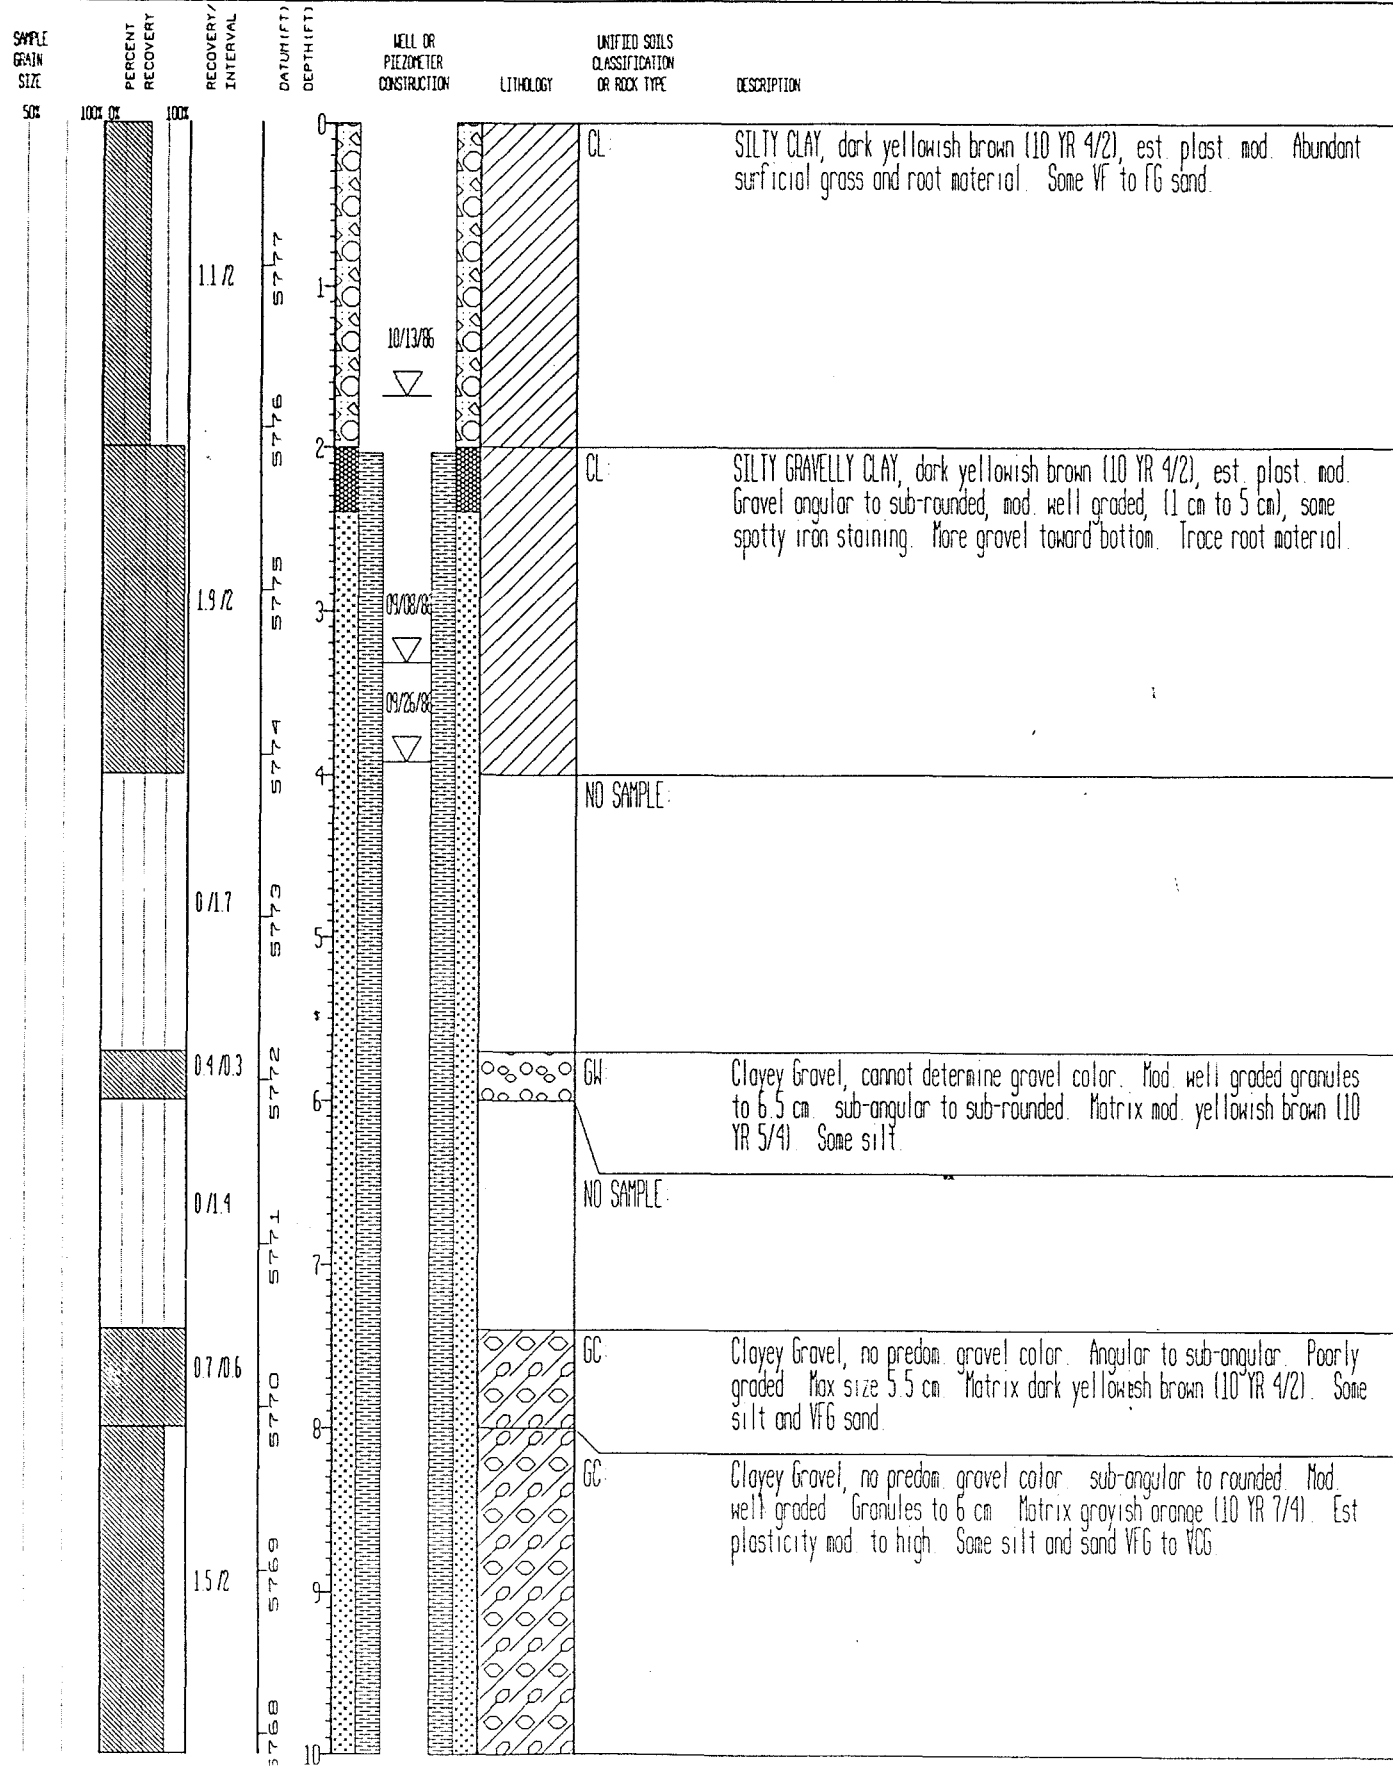 SAMPLE
GRAIN
SIZE
PERCENT
RECOVERY
RECOVERY/
INTERVAL
DATUM(FT)
DEPTH(FT)
WELL OR
PIEZOMETER
CONSTRUCTION
LITHOLOGY
UNIFIED SOILS
CLASSIFICATION
OR ROCK TYPE
DESCRIPTION
50% 100% 0% 100%
0
CL: SILTY CLAY, dark yellowish brown (10 YR 4/2), est. plast. mod. Abundant
surficial grass and root material. Some VF to FG sand.
1.1/2
5777
1
10/13/86
5776
2
CL: SILTY GRAVELLY CLAY, dark yellowish brown (10 YR 4/2), est. plast. mod.
Gravel angular to sub-rounded, mod. well graded, (1 cm to 5 cm), some
spotty iron staining. More gravel toward bottom. Trace root material.
1.9/2
5775
3
09/08/86
09/26/86
5774
4
NO SAMPLE:
0/1.7
5773
5
0.4/0.3
5772
6
GW: Clayey Gravel, cannot determine gravel color. Mod. well graded granules
to 6.5 cm. sub-angular to sub-rounded. Matrix mod. yellowish brown (10
YR 5/4). Some silt.
NO SAMPLE:
0/1.4
5771
7
GC: Clayey Gravel, no predom. gravel color. Angular to sub-angular. Poorly
graded. Max size 5.5 cm. Matrix dark yellowish brown (10 YR 4/2). Some
silt and VFG sand.
0.7/0.6
5770
8
GC: Clayey Gravel, no predom. gravel color. sub-angular to rounded. Mod.
well graded. Granules to 6 cm. Matrix grayish orange (10 YR 7/4). Est
plasticity mod. to high. Some silt and sand VFG to VCG.
1.5/2
5769
9
5768
10